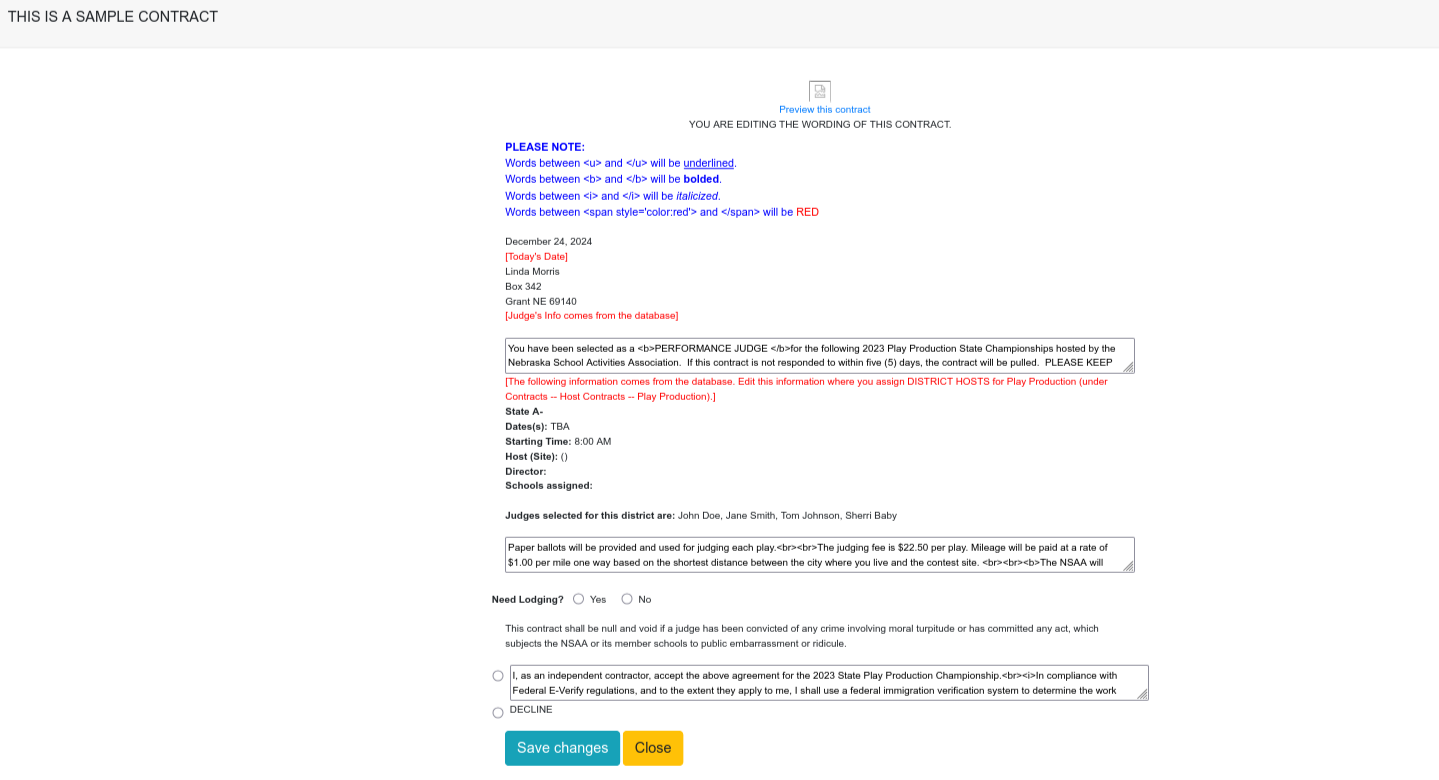 THIS IS A SAMPLE CONTRACT
Preview this contract
YOU ARE EDITING THE WORDING OF THIS CONTRACT.
PLEASE NOTE:
Words between <u> and </u> will be underlined.
Words between <b> and </b> will be bolded.
Words between <i> and </i> will be italicized.
Words between <span style='color:red'> and </span> will be RED
December 24, 2024
[Today's Date]
Linda Morris
Box 342
Grant NE 69140
[Judge's Info comes from the database]
You have been selected as a <b>PERFORMANCE JUDGE </b>for the following 2023 Play Production State Championships hosted by the
Nebraska School Activities Association.  If this contract is not responded to within five (5) days, the contract will be pulled.  PLEASE KEEP
[The following information comes from the database. Edit this information where you assign DISTRICT HOSTS for Play Production (under
Contracts -- Host Contracts -- Play Production).]
State A-
Dates(s): TBA
Starting Time: 8:00 AM
Host (Site): ()
Director:
Schools assigned:
Judges selected for this district are: John Doe, Jane Smith, Tom Johnson, Sherri Baby
Paper ballots will be provided and used for judging each play.<br><br>The judging fee is $22.50 per play. Mileage will be paid at a rate of
$1.00 per mile one way based on the shortest distance between the city where you live and the contest site. <br><br><b>The NSAA will
Need Lodging? Yes No
This contract shall be null and void if a judge has been convicted of any crime involving moral turpitude or has committed any act, which
subjects the NSAA or its member schools to public embarrassment or ridicule.
I, as an independent contractor, accept the above agreement for the 2023 State Play Production Championship.<br><i>In compliance with
Federal E-Verify regulations, and to the extent they apply to me, I shall use a federal immigration verification system to determine the work
DECLINE
Save changes Close